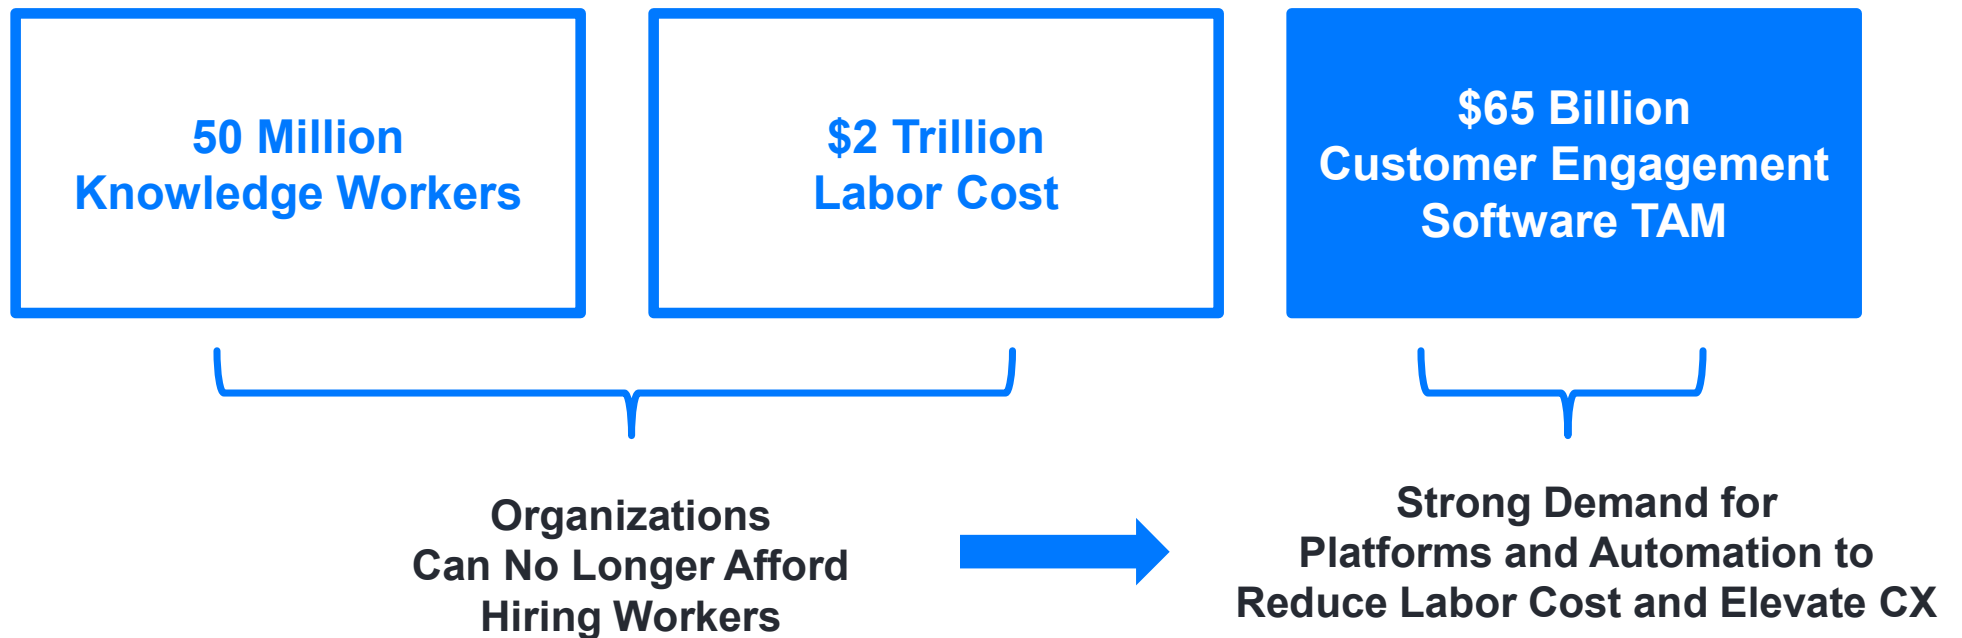 50 Million
Knowledge Workers
$2 Trillion
Labor Cost
$65 Billion
Customer Engagement
Software TAM
Organizations
Can No Longer Afford
Hiring Workers
Strong Demand for
Platforms and Automation to
Reduce Labor Cost and Elevate CX